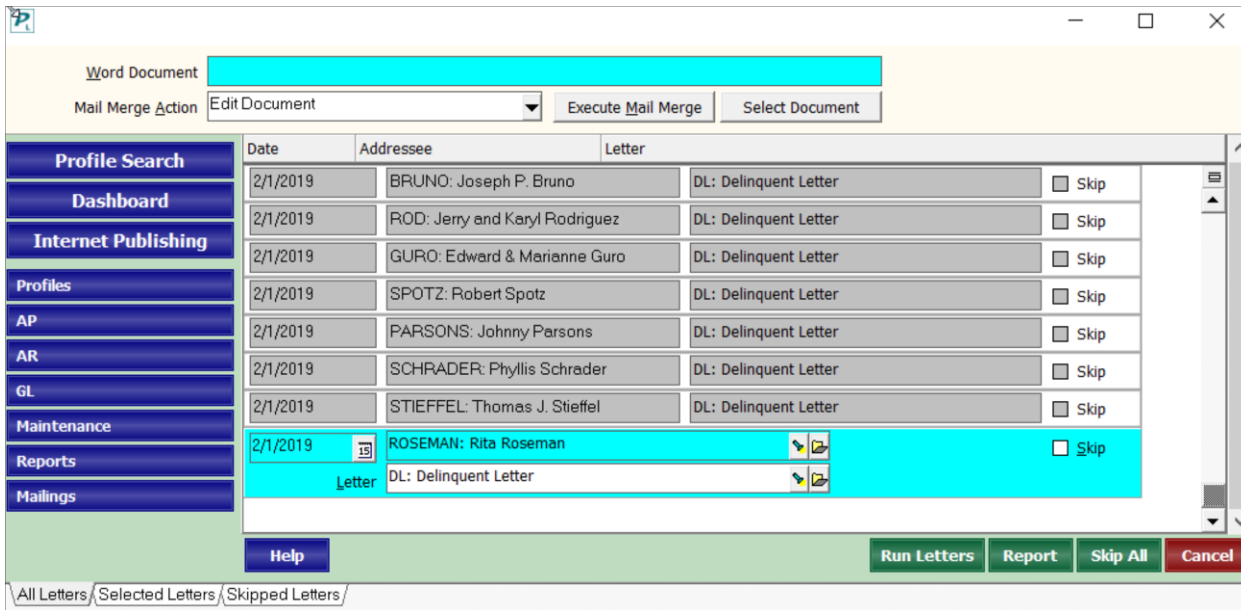 Word Document
Mail Merge Action Edit Document Execute Mail Merge Select Document
Profile Search
Dashboard
Internet Publishing
Profiles
AP
AR
GL
Maintenance
Reports
Mailings
Date Addressee Letter
2/1/2019 BRUNO: Joseph P. Bruno DL: Delinquent Letter Skip
2/1/2019 ROD: Jerry and Karyl Rodriguez DL: Delinquent Letter Skip
2/1/2019 GURO: Edward & Marianne Guro DL: Delinquent Letter Skip
2/1/2019 SPOTZ: Robert Spotz DL: Delinquent Letter Skip
2/1/2019 PARSONS: Johnny Parsons DL: Delinquent Letter Skip
2/1/2019 SCHRADER: Phyllis Schrader DL: Delinquent Letter Skip
2/1/2019 STIEFFEL: Thomas J. Stieffel DL: Delinquent Letter Skip
2/1/2019 15 ROSEMAN: Rita Roseman Skip
Letter DL: Delinquent Letter
Help Run Letters Report Skip All Cancel
All Letters Selected Letters Skipped Letters